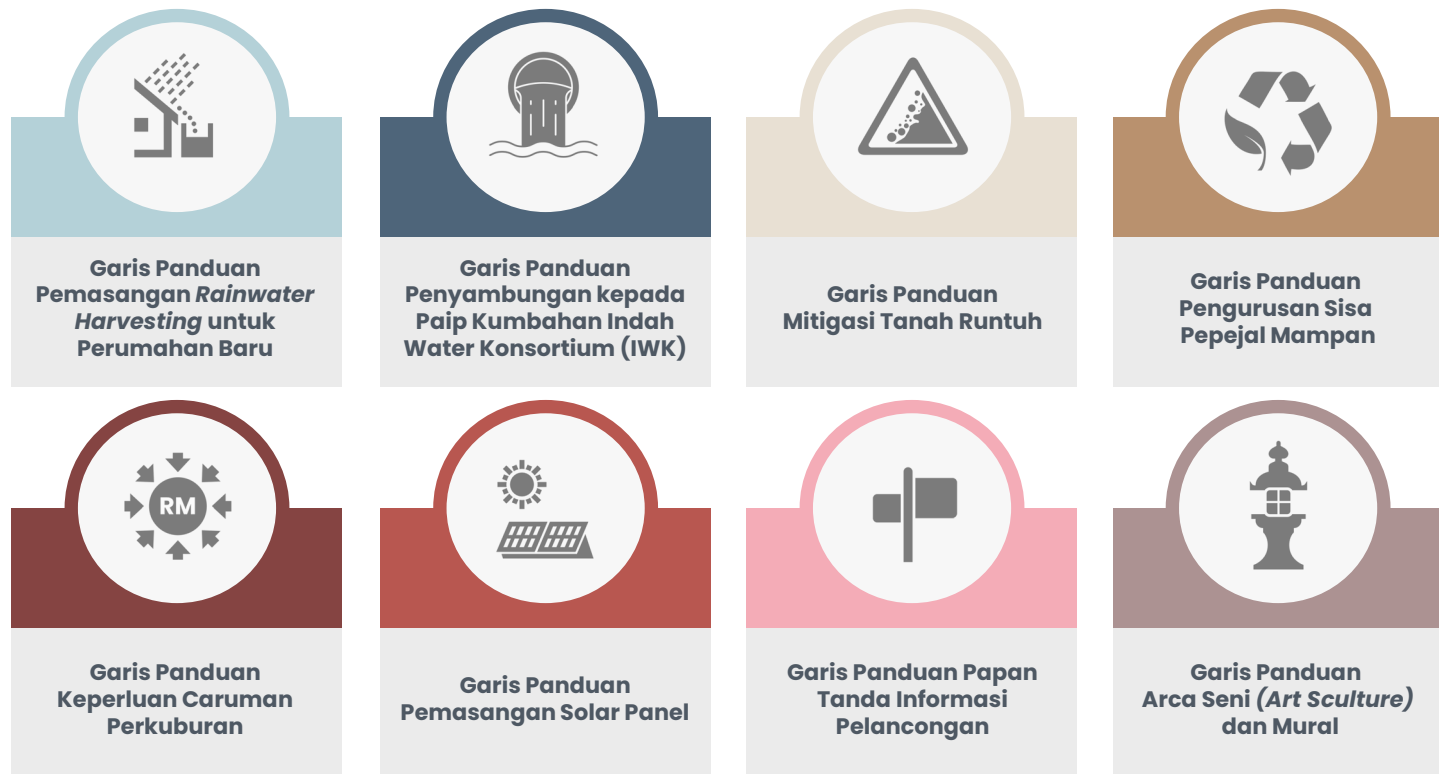 Garis Panduan
Pemasangan Rainwater
Harvesting untuk
Perumahan Baru
Garis Panduan
Penyambungan kepada
Paip Kumbahan Indah
Water Konsortium (IWK)
Garis Panduan
Mitigasi Tanah Runtuh
Garis Panduan
Pengurusan Sisa
Pepejal Mampan
RM
Garis Panduan
Keperluan Caruman
Perkuburan
Garis Panduan
Pemasangan Solar Panel
Garis Panduan Papan
Tanda Informasi
Pelancongan
Garis Panduan
Arca Seni (Art Sculture)
dan Mural